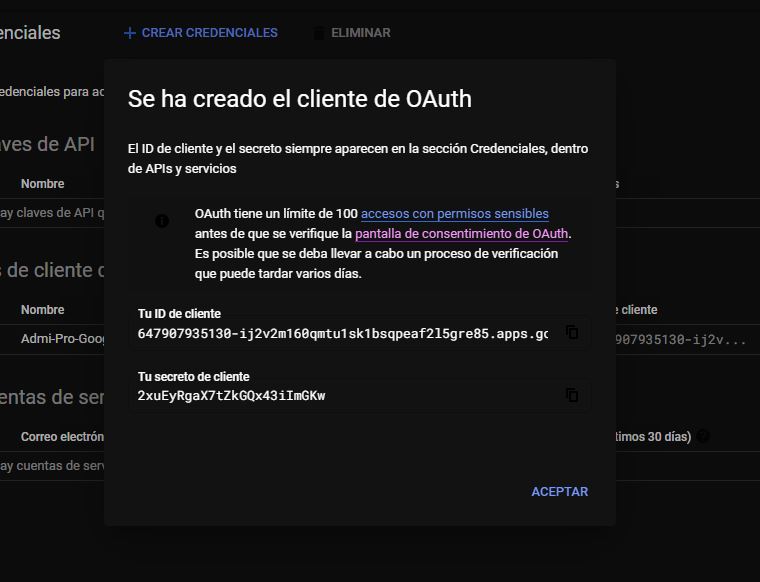 enciales
CREAR CREDENCIALES
ELIMINAR
edenciales para ac
Se ha creado el cliente de OAuth
El ID de cliente y el secreto siempre aparecen en la sección Credenciales, dentro
de APIs y servicios
aves de API
Nombre
s
ay claves de API q
OAuth tiene un límite de 100 accesos con permisos sensibles
antes de que se verifique la pantalla de consentimiento de OAuth.
Es posible que se deba llevar a cabo un proceso de verificación
que puede tardar varios días.
s de cliente
Nombre
e cliente
Tu ID de cliente
647907935130-ij2v2m160qmtu1sk1bsqpeaf2l5gre85.apps.gc
Admi-Pro-Goog
907935130-ij2v...
Tu secreto de cliente
2xuEyRgaX7tZkGQx43iImGKw
entas de ser
Correo electrón
timos 30 días)
ay cuentas de serv
ACEPTAR